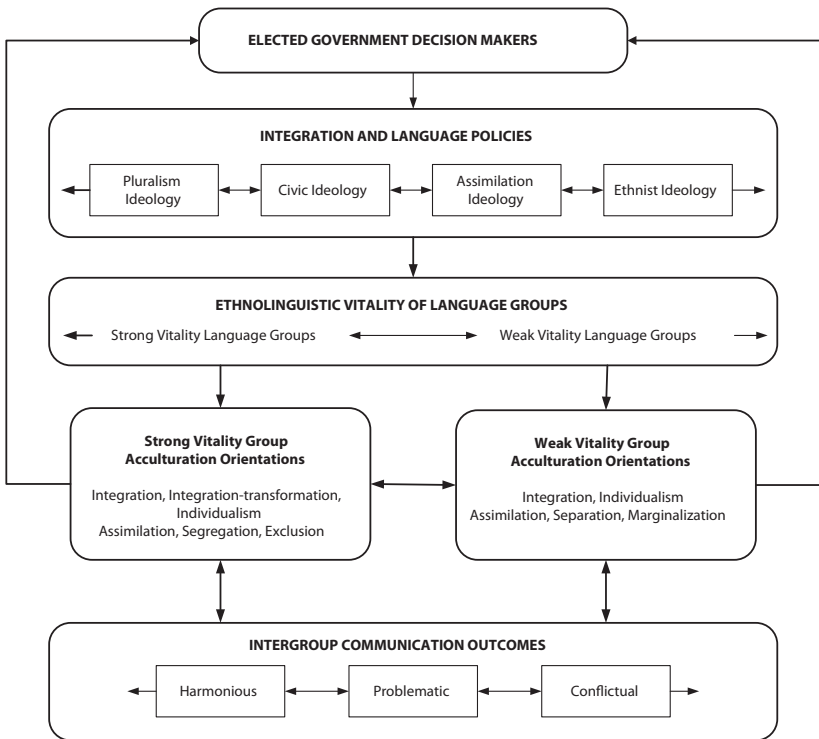 ELECTED GOVERNMENT DECISION MAKERS
INTEGRATION AND LANGUAGE POLICIES
Pluralism
Ideology
Civic Ideology
Assimilation
Ideology
Ethnist Ideology
ETHNOLINGUISTIC VITALITY OF LANGUAGE GROUPS
Strong Vitality Language Groups
Weak Vitality Language Groups
Strong Vitality Group
Acculturation Orientations
Integration, Integration-transformation,
Individualism
Assimilation, Segregation, Exclusion
Weak Vitality Group
Acculturation Orientations
Integration, Individualism
Assimilation, Separation, Marginalization
INTERGROUP COMMUNICATION OUTCOMES
Harmonious
Problematic
Conflictual